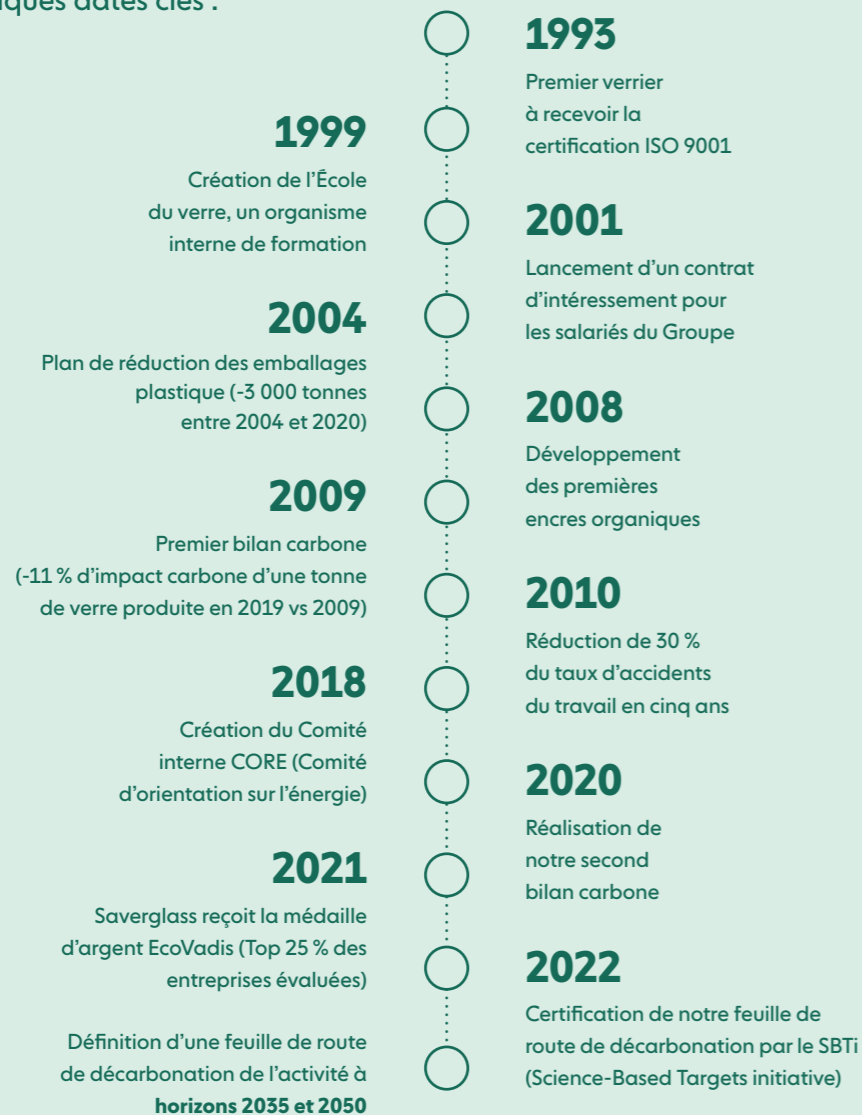 dates clés :
1993
Premier verrier
à recevoir la
certification ISO 9001
1999
Création de l’École
du verre, un organisme
interne de formation
2001
Lancement d’un contrat
d’intéressement pour
les salariés du Groupe
2004
Plan de réduction des emballages
plastique (-3 000 tonnes
entre 2004 et 2020)
2008
Développement
des premières
encres organiques
2009
Premier bilan carbone
(-11 % d’impact carbone d’une tonne
de verre produite en 2019 vs 2009)
2010
Réduction de 30 %
du taux d’accidents
du travail en cinq ans
2018
Création du Comité
interne CORE (Comité
d’orientation sur l’énergie)
2020
Réalisation de
notre second
bilan carbone
2021
Saverglass reçoit la médaille
d’argent EcoVadis (Top 25 % des
entreprises évaluées)
Définition d’une feuille de route
de décarbonation de l’activité à
horizons 2035 et 2050
2022
Certification de notre feuille de
route de décarbonation par le SBTi
(Science-Based Targets initiative)